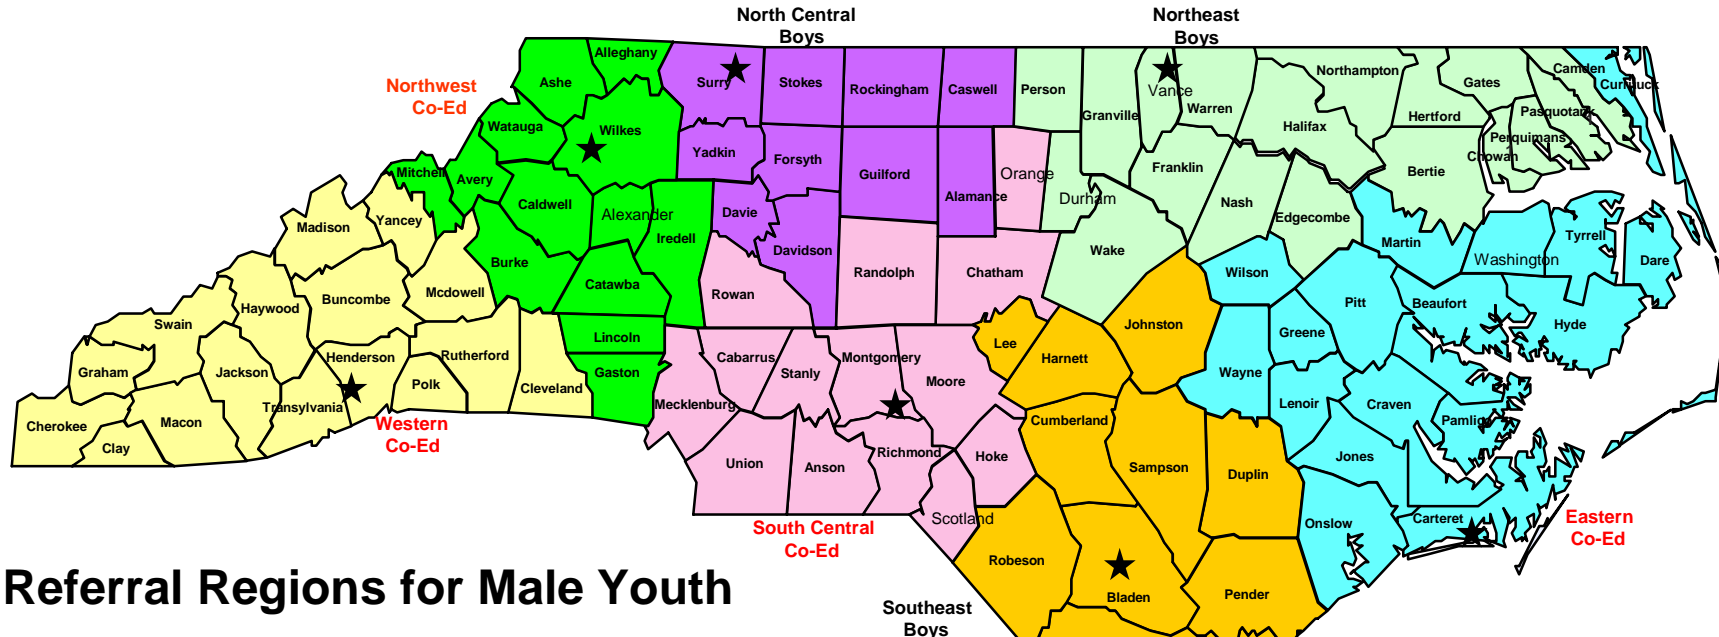 North Central
Boys
Northeast
Boys
Northwest
Co-Ed
Alleghany
Ashe
Surry
Stokes
Rockingham
Caswell
Person
Granville
Vance
Warren
Northampton
Gates
Camden
Currituck
Pasquotank
Perquimans
Chowan
Hertford
Halifax
Watauga
Wilkes
Yadkin
Forsyth
Guilford
Alamance
Orange
Durham
Franklin
Nash
Edgecombe
Bertie
Mitchell
Avery
Caldwell
Alexander
Iredell
Davie
Davidson
Randolph
Chatham
Wake
Wilson
Martin
Washington
Tyrrell
Dare
Madison
Yancey
Burke
Catawba
Rowan
Buncombe
Mcdowell
Haywood
Swain
Lincoln
Lee
Harnett
Johnston
Greene
Pitt
Beaufort
Hyde
Graham
Jackson
Henderson
Rutherford
Polk
Cleveland
Gaston
Cabarrus
Stanly
Montgomery
Moore
Wayne
Lenoir
Craven
Pamlico
Cherokee
Clay
Macon
Transylvania
Western
Co-Ed
Mecklenburg
Union
Anson
Richmond
Hoke
Cumberland
Sampson
Duplin
Jones
Scotland
South Central
Co-Ed
Onslow
Carteret
Eastern
Co-Ed
Robeson
Bladen
Pender
Southeast
Boys
Referral Regions for Male Youth